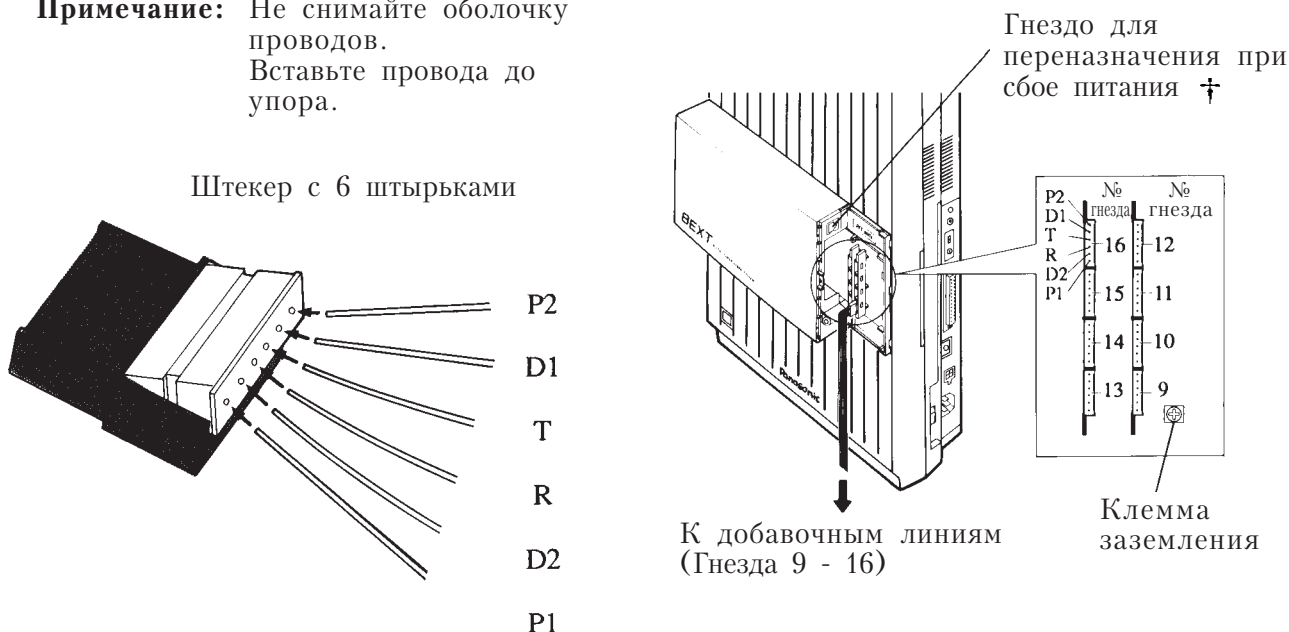 Примечание: Не снимайте оболочку
проводов.
Вставьте провода до
упора.
Штекер с 6 штырьками
P2
D1
T
R
D2
P1
Гнездо для
переназначения при
сбое питания †
BEXT
Panasonic
К добавочным линиям
(Гнезда 9 - 16)
№ гнезда
№ гнезда
P2
D1
T
R
D2
P1
16 12
15 11
14 10
13 9
Клемма
заземления